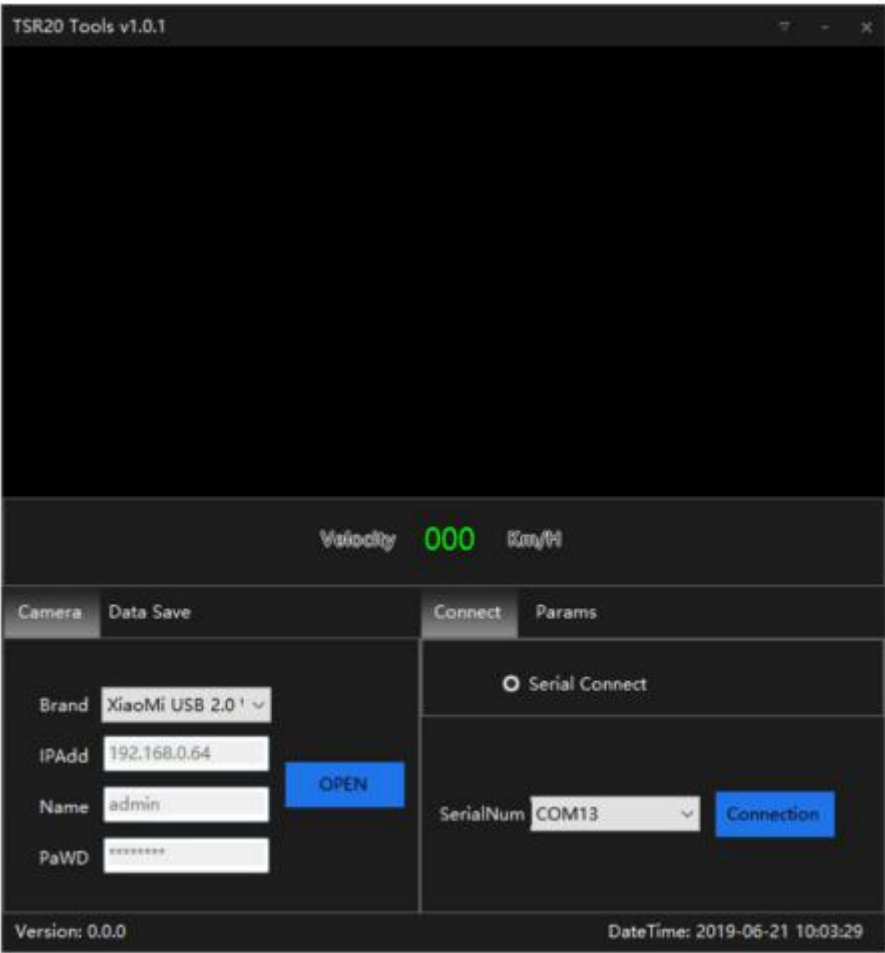 TSR20 Tools v1.0.1
Velocity 000 Km/H
Camera Data Save
Connect Params
Serial Connect
Brand XiaoMi USB 2.0
IPAdd 192.168.0.64
OPEN
Name admin
SerialNum COM13 Connection
PaWD ********
Version: 0.0.0
DateTime: 2019-06-21 10:03:29